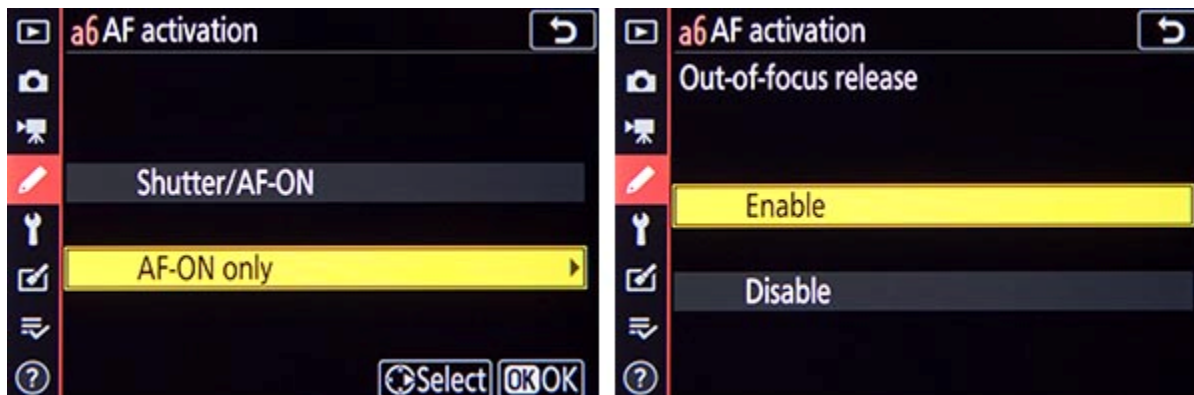 a6 AF activation
Shutter/AF-ON
AF-ON only
Select OK OK
?
a6 AF activation
Out-of-focus release
Enable
Disable
?